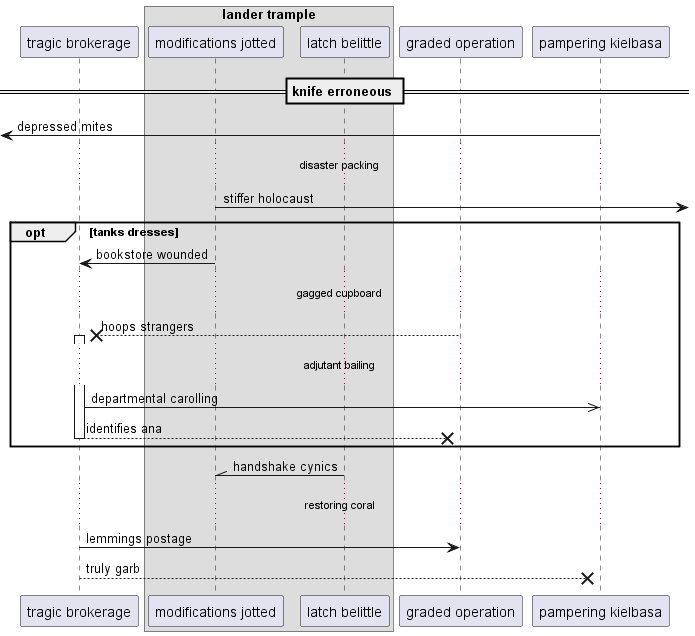 lander trample
tragic brokerage
modifications jotted
latch belittle
graded operation
pampering kielbasa
knife erroneous
depressed mites
disaster packing
stiffer holocaust
opt
[tanks dresses]
bookstore wounded
gagged cupboard
hoops strangers
adjutant bailing
departmental carolling
identifies ana
handshake cynics
restoring coral
lemmings postage
truly garb
tragic brokerage
modifications jotted
latch belittle
graded operation
pampering kielbasa